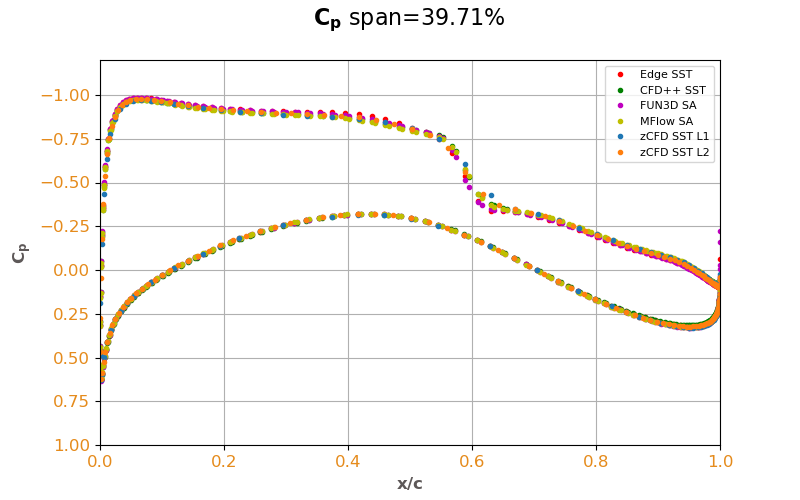 Cp span=39.71%
Edge SST
CFD++ SST
FUN3D SA
MFlow SA
zCFD SST L1
zCFD SST L2
−1.00
−0.75
−0.50
−0.25
0.00
0.25
0.50
0.75
1.00
Cp
0.0 0.2 0.4 0.6 0.8 1.0
x/c